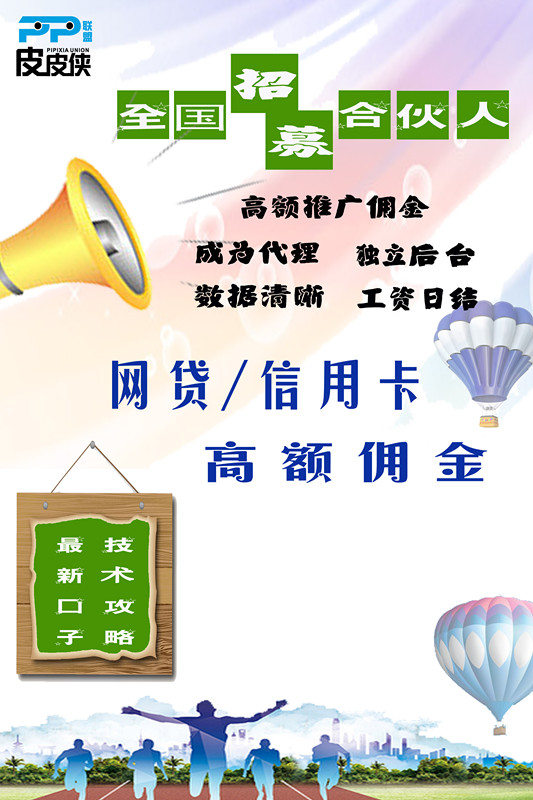 PP联盟
PIPIXIA UNION
皮皮侠
全国招募合伙人
高额推广佣金
成为代理 独立后台
数据清晰 工资日结
网贷/信用卡
高额佣金
技术攻略
最新口子